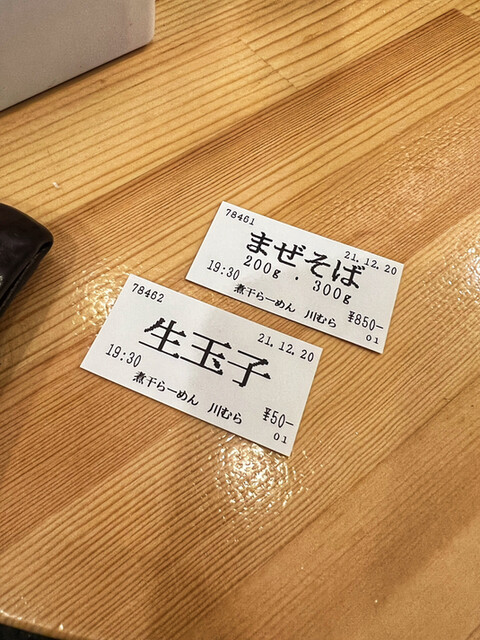 78461
21.12.20
まぜそば
200g . 300g
19:30
¥850-
煮干らーめん 川むら
01
78462
21.12.20
生玉子
19:30
¥50-
煮干らーめん 川むら
01